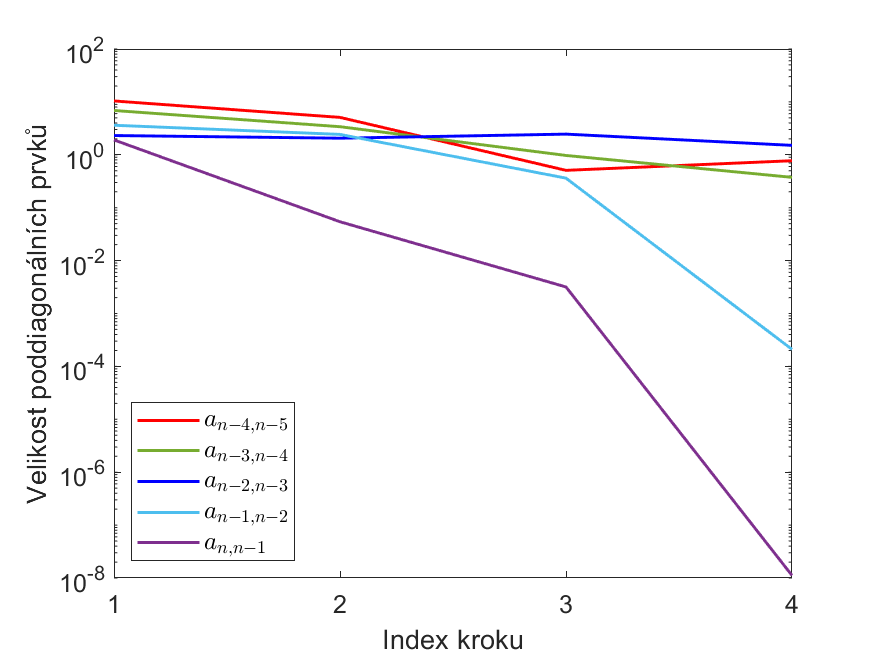 10^2
10^0
10^-2
10^-4
10^-6
10^-8
Velikost poddiagonálních prvků
a_{n−4,n−5}
a_{n−3,n−4}
a_{n−2,n−3}
a_{n−1,n−2}
a_{n,n−1}
1 2 3 4
Index kroku